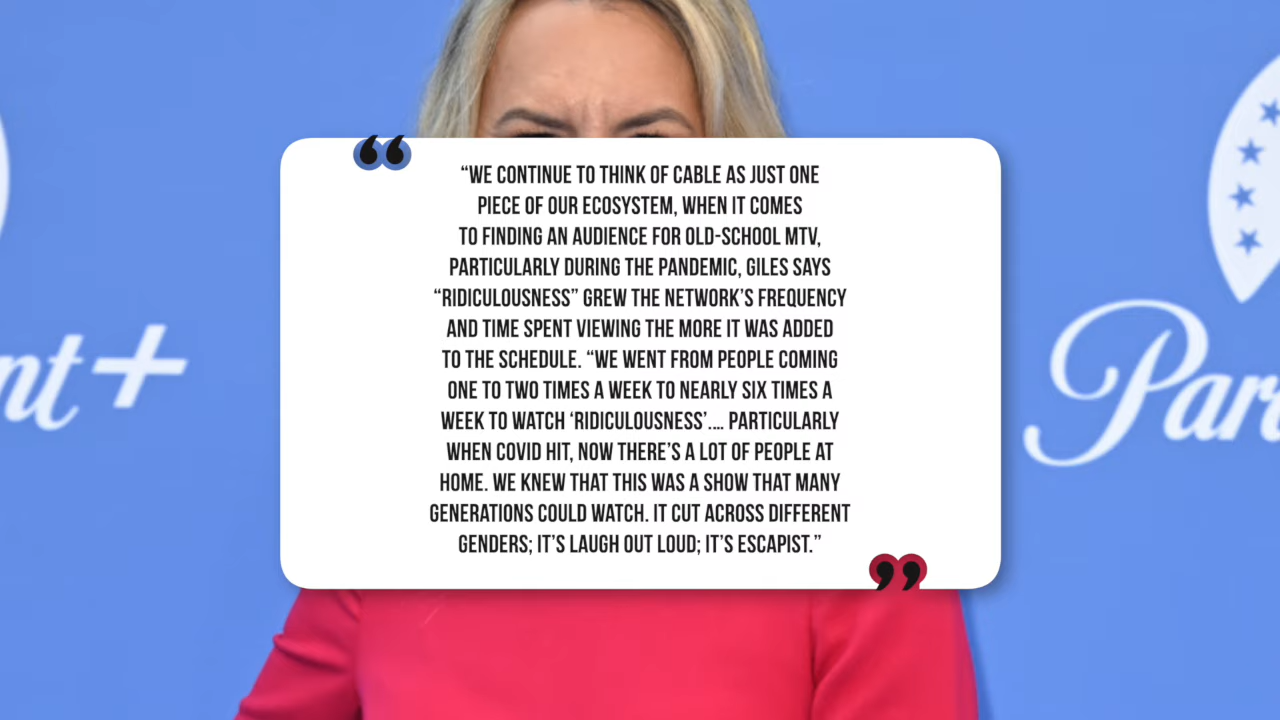 “WE CONTINUE TO THINK OF CABLE AS JUST ONE
PIECE OF OUR ECOSYSTEM, WHEN IT COMES
TO FINDING AN AUDIENCE FOR OLD-SCHOOL MTV,
PARTICULARLY DURING THE PANDEMIC, GILES SAYS
“RIDICULOUSNESS” GREW THE NETWORK’S FREQUENCY
AND TIME SPENT VIEWING THE MORE IT WAS ADDED
TO THE SCHEDULE. “WE WENT FROM PEOPLE COMING
ONE TO TWO TIMES A WEEK TO NEARLY SIX TIMES A
WEEK TO WATCH ‘RIDICULOUSNESS’.... PARTICULARLY
WHEN COVID HIT, NOW THERE’S A LOT OF PEOPLE AT
HOME. WE KNEW THAT THIS WAS A SHOW THAT MANY
GENERATIONS COULD WATCH. IT CUT ACROSS DIFFERENT
GENDERS; IT’S LAUGH OUT LOUD; IT’S ESCAPIST.”
nt+
Par